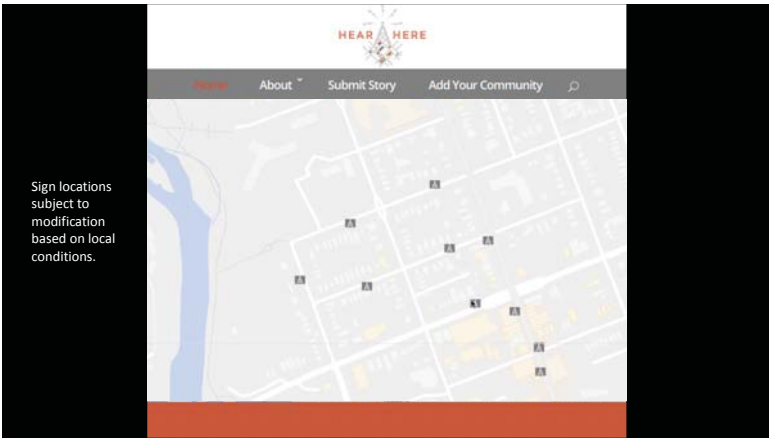 HEAR HERE
Home About Submit Story Add Your Community
Sign locations
subject to
modification
based on local
conditions.